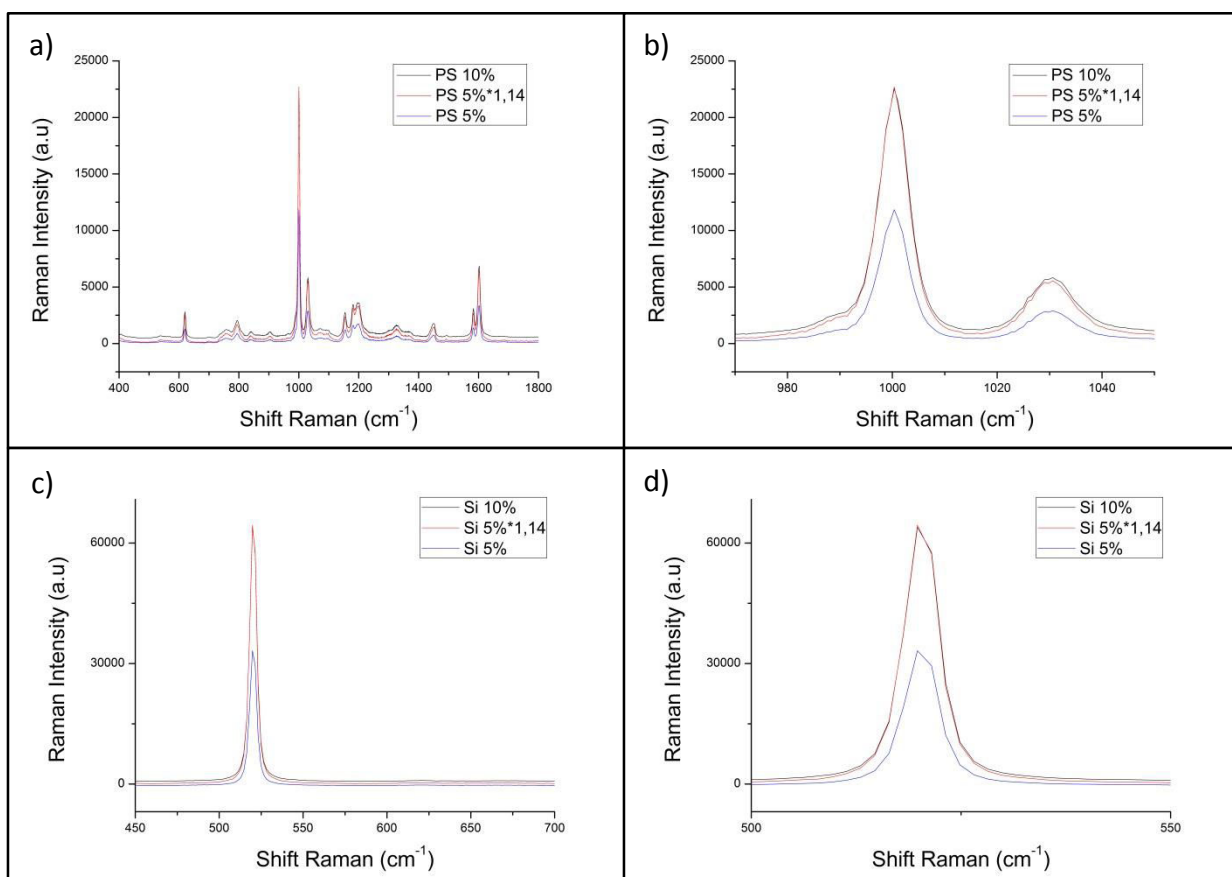 a)
25000
20000
15000
10000
5000
0
Raman Intensity (a.u)
PS 10%
PS 5%*1,14
PS 5%
400 600 800 1000 1200 1400 1600 1800
Shift Raman (cm-1)
b)
25000
20000
15000
10000
5000
0
Raman Intensity (a.u)
PS 10%
PS 5%*1,14
PS 5%
980 1000 1020 1040
Shift Raman (cm-1)
c)
60000
30000
0
Raman Intensity (a.u)
Si 10%
Si 5%*1,14
Si 5%
450 500 550 600 650 700
Shift Raman (cm-1)
d)
60000
30000
0
Raman Intensity (a.u)
Si 10%
Si 5%*1,14
Si 5%
500 550
Shift Raman (cm-1)